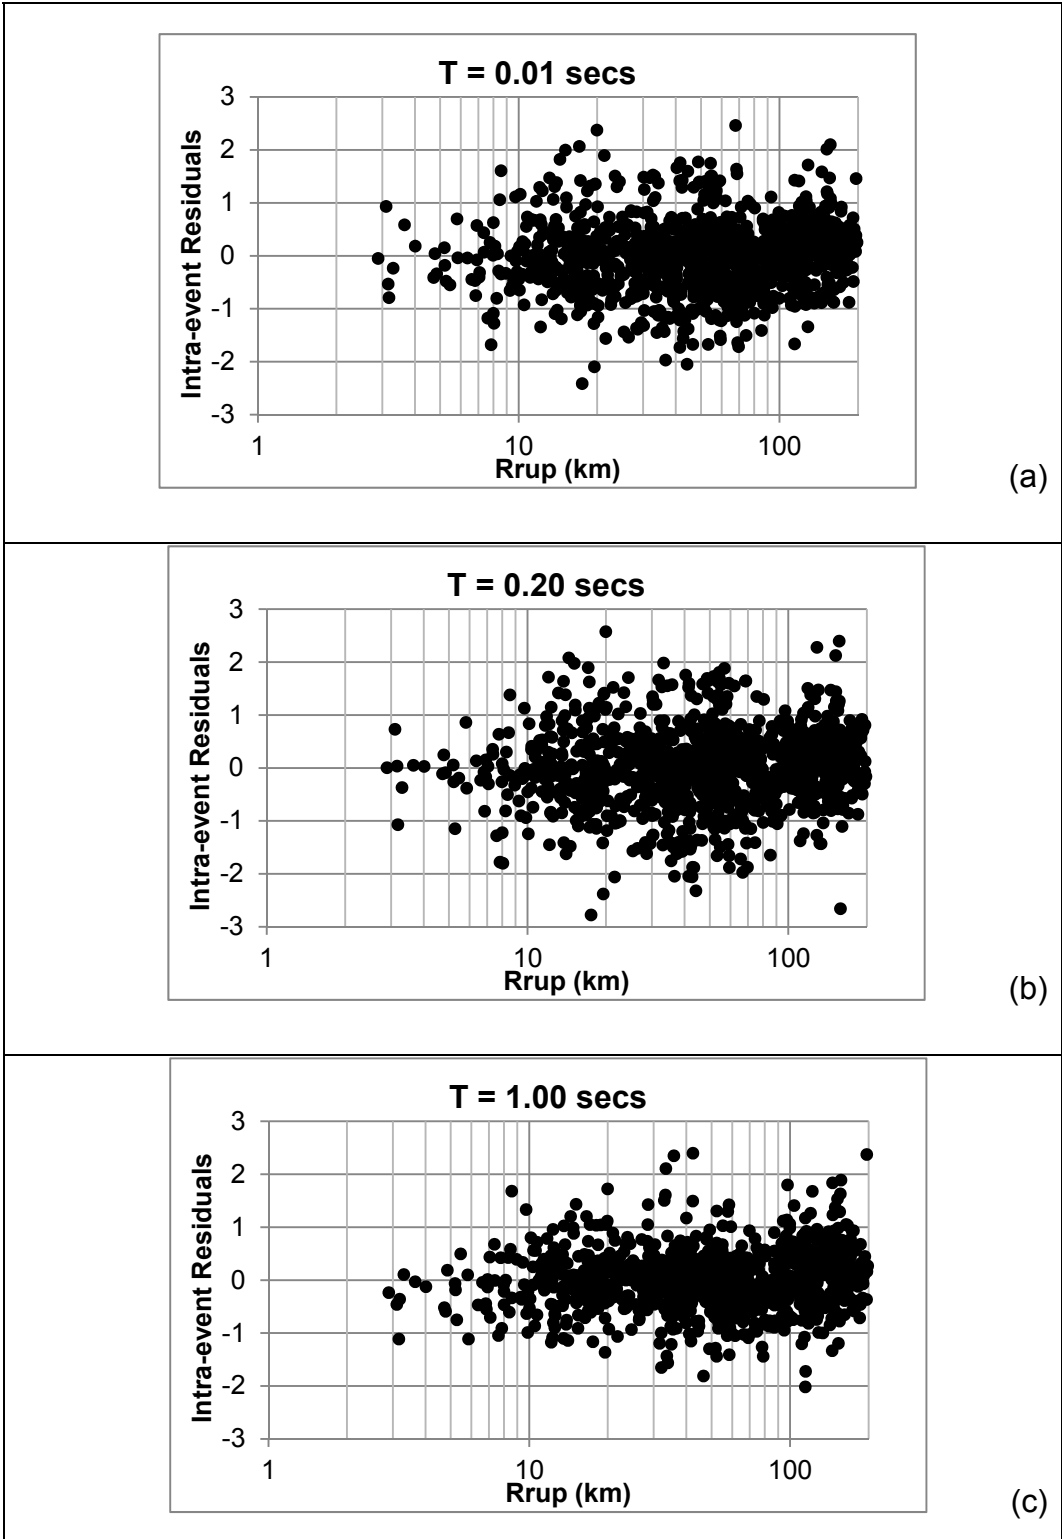 T = 0.01 secs
Intra-event Residuals
3
2
1
0
-1
-2
-3
1
10
100
Rrup (km)
(a)
T = 0.20 secs
Intra-event Residuals
3
2
1
0
-1
-2
-3
1
10
100
Rrup (km)
(b)
T = 1.00 secs
Intra-event Residuals
3
2
1
0
-1
-2
-3
1
10
100
Rrup (km)
(c)